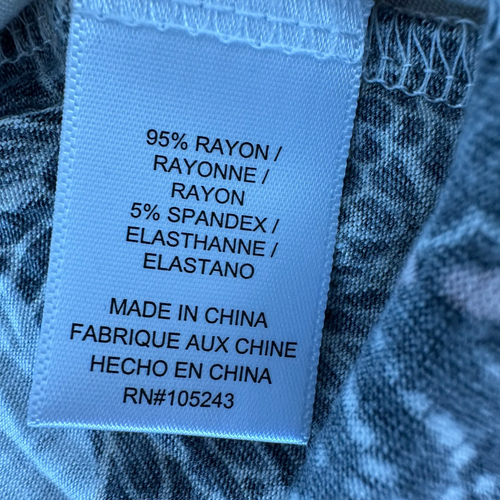 95% RAYON /
RAYONNE /
RAYON
5% SPANDEX /
ELASTHANNE /
ELASTANO
MADE IN CHINA
FABRIQUE AUX CHINE
HECHO EN CHINA
RN#105243